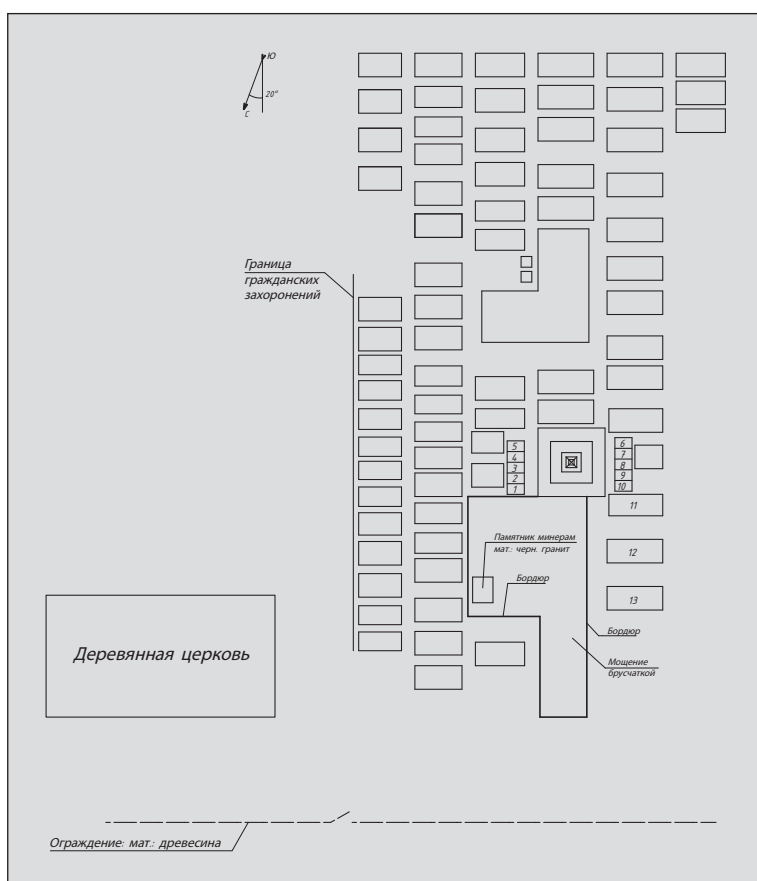 Ю
20°
С
Граница
гражданских
захоронений
5
4
3
2
1
6
7
8
9
10
11
Памятник минерам
мат.: черн. гранит
12
Бордюр
13
Бордюр
Деревянная церковь
Мощение
брусчаткой
Ограждение: мат.: древесина